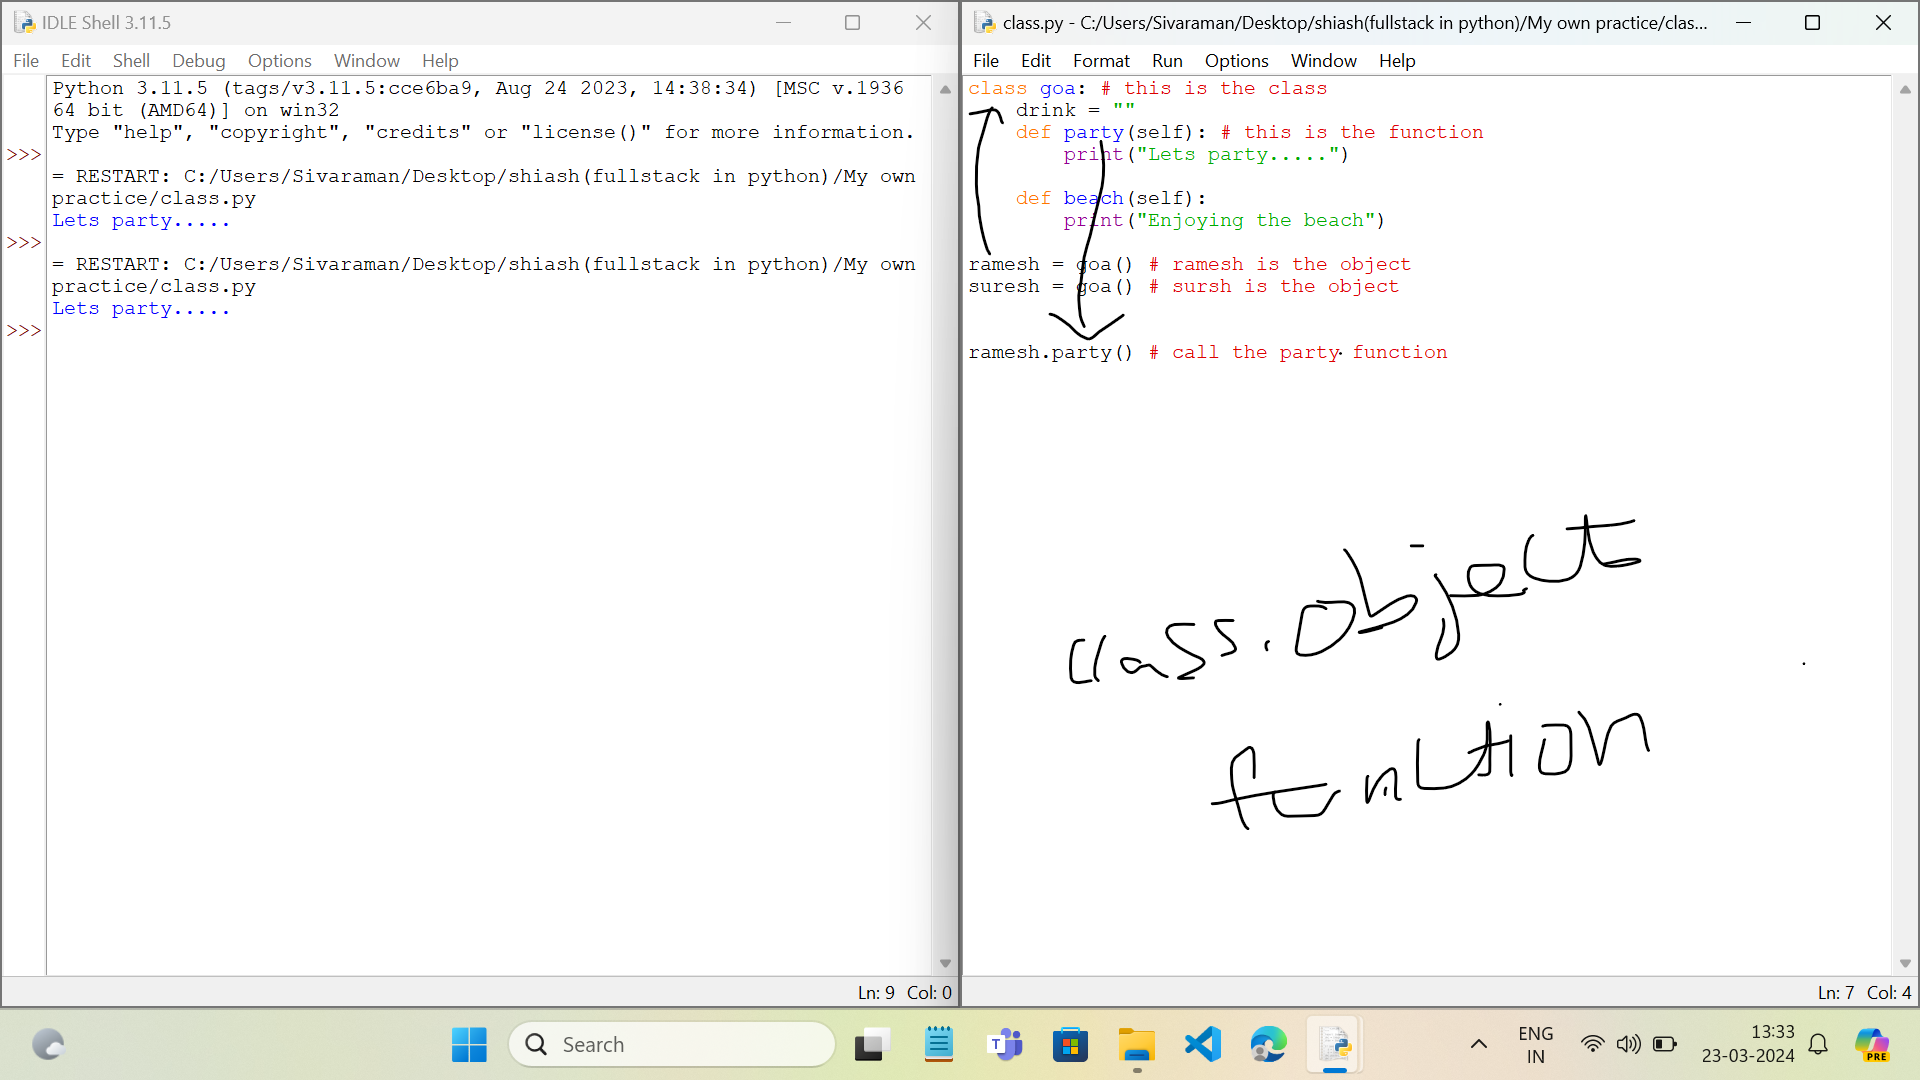 IDLE Shell 3.11.5
File Edit Shell Debug Options Window Help
Python 3.11.5 (tags/v3.11.5:cce6ba9, Aug 24 2023, 14:38:34) [MSC v.1936
64 bit (AMD64)] on win32
Type "help", "copyright", "credits" or "license()" for more information.
>>>
= RESTART: C:/Users/Sivaraman/Desktop/shiash(fullstack in python)/My own
practice/class.py
Lets party.....
>>>
= RESTART: C:/Users/Sivaraman/Desktop/shiash(fullstack in python)/My own
practice/class.py
Lets party.....
>>>
Ln: 9 Col: 0
class.py - C:/Users/Sivaraman/Desktop/shiash(fullstack in python)/My own practice/clas...
File Edit Format Run Options Window Help
class goa: # this is the class
    drink = ""
    def party(self): # this is the function
        print("Lets party.....")
    def beach(self):
        print("Enjoying the beach")
ramesh = goa() # ramesh is the object
suresh = goa() # sursh is the object
ramesh.party() # call the party function
class.object
function
Ln: 7 Col: 4
Search
T
ENG
IN
13:33
23-03-2024
PRE